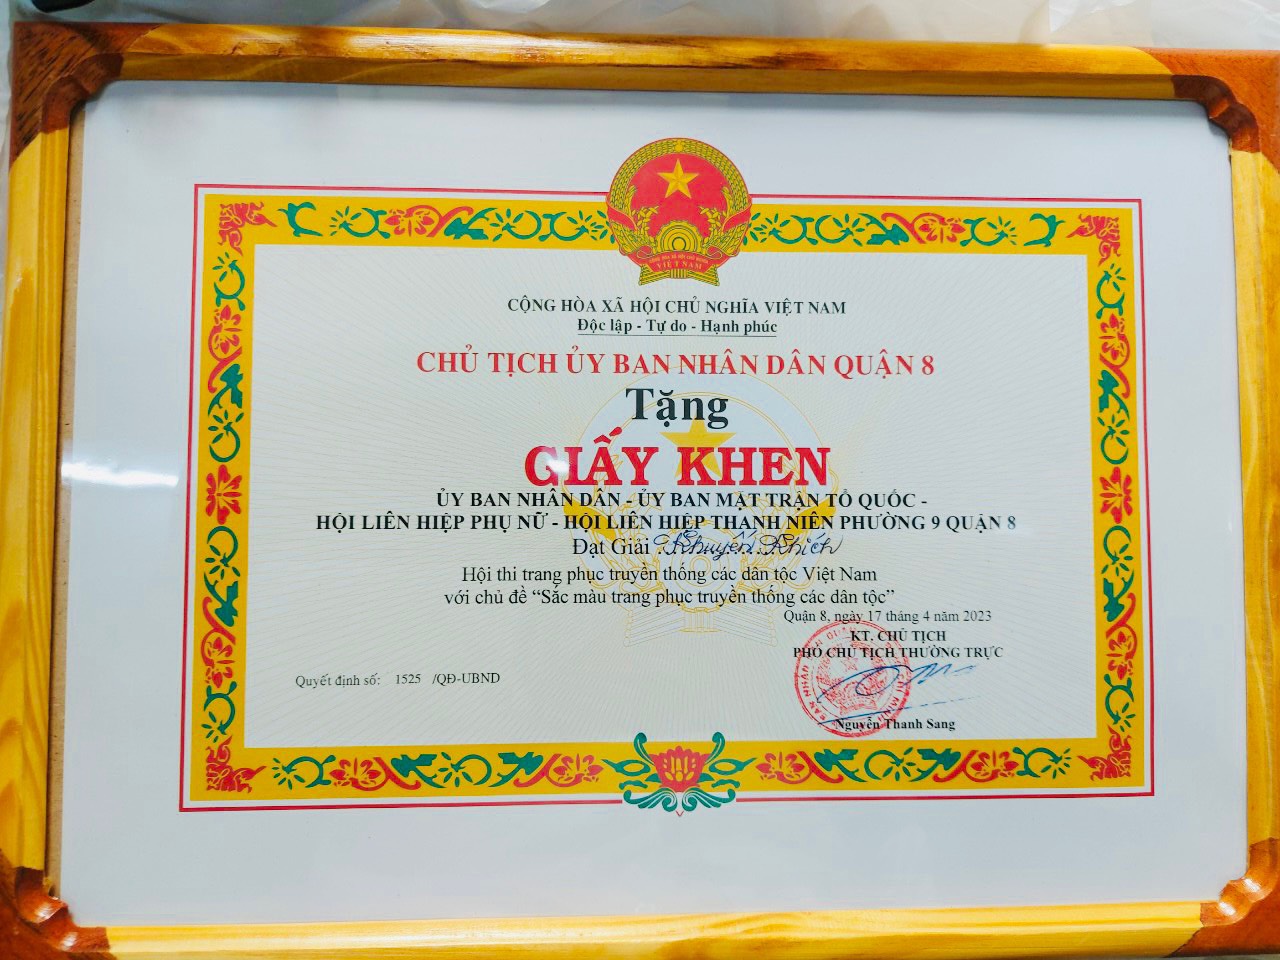 VIỆT NAM
CỘNG HÒA XÃ HỘI CHỦ NGHĨA VIỆT NAM
Độc lập - Tự do - Hạnh phúc
CHỦ TỊCH ỦY BAN NHÂN DÂN QUẬN 8
Tặng
GIẤY KHEN
ỦY BAN NHÂN DÂN - ỦY BAN MẶT TRẬN TỔ QUỐC -
HỘI LIÊN HIỆP PHỤ NỮ - HỘI LIÊN HIỆP THANH NIÊN PHƯỜNG 9 QUẬN 8
Đạt Giải Khuyến Khích
Hội thi trang phục truyền thống các dân tộc Việt Nam
với chủ đề “Sắc màu trang phục truyền thống các dân tộc”
Quận 8, ngày 17 tháng 4 năm 2023
KT. CHỦ TỊCH
PHÓ CHỦ TỊCH THƯỜNG TRỰC
Quyết định số: 1525 /QĐ-UBND
Nguyễn Thanh Sang